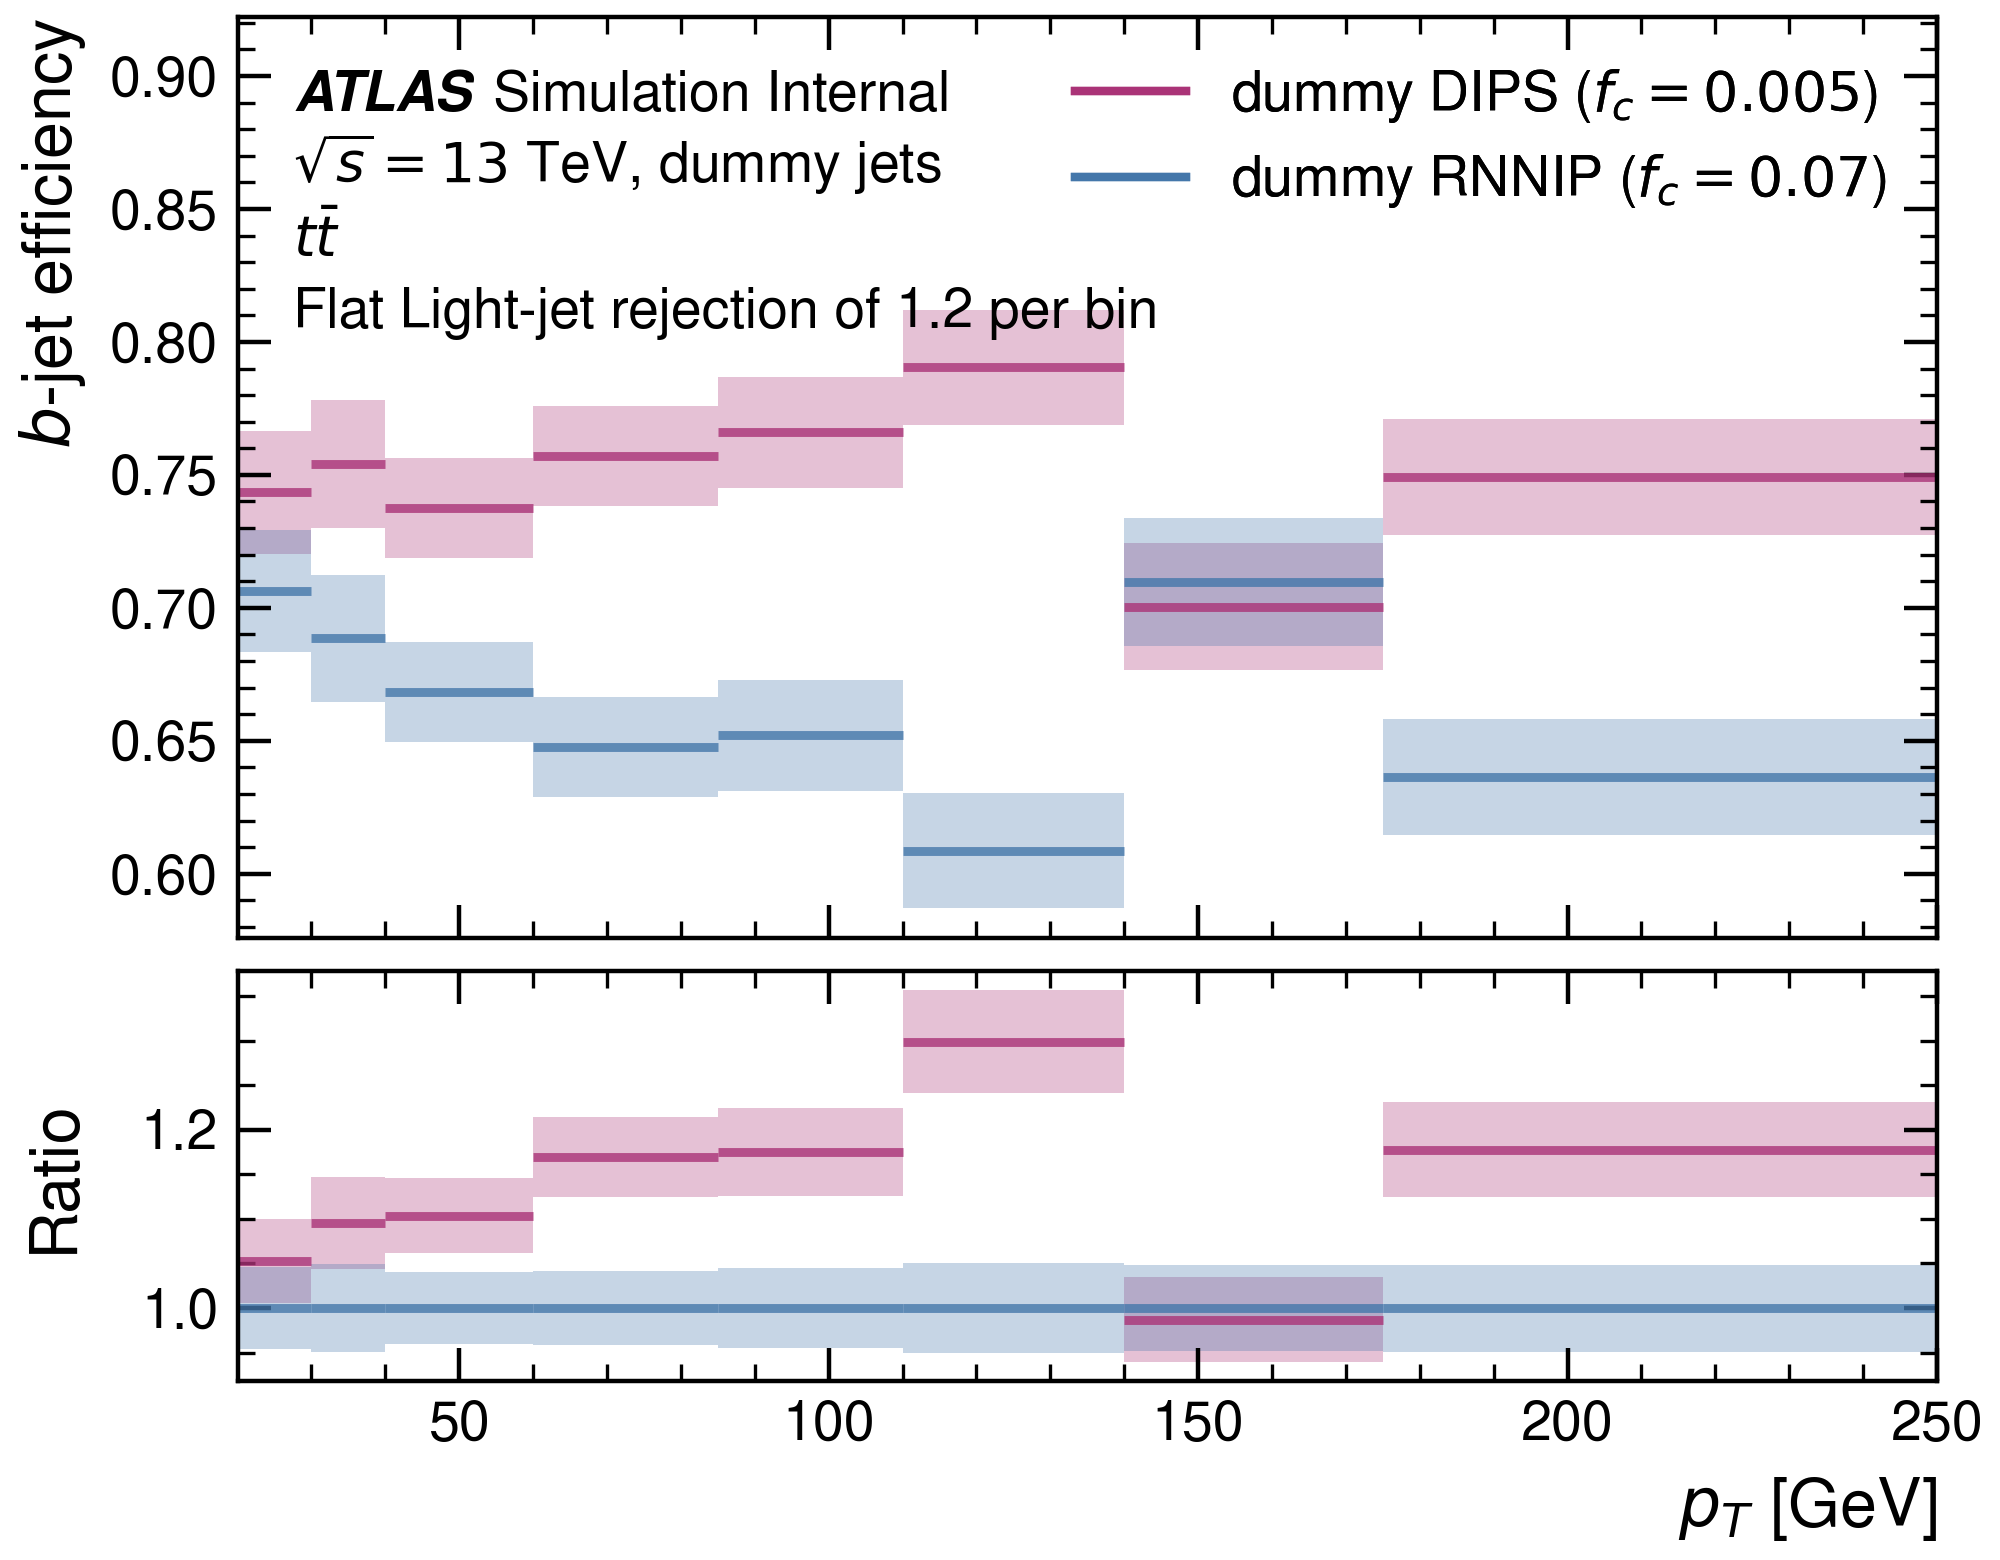 b-jet efficiency
0.90
0.85
0.80
0.75
0.70
0.65
0.60
ATLAS Simulation Internal
√s = 13 TeV, dummy jets
tt̄
Flat Light-jet rejection of 1.2 per bin
dummy DIPS (f_c = 0.005)
dummy RNNIP (f_c = 0.07)
Ratio
1.2
1.0
50 100 150 200 250
p_T [GeV]